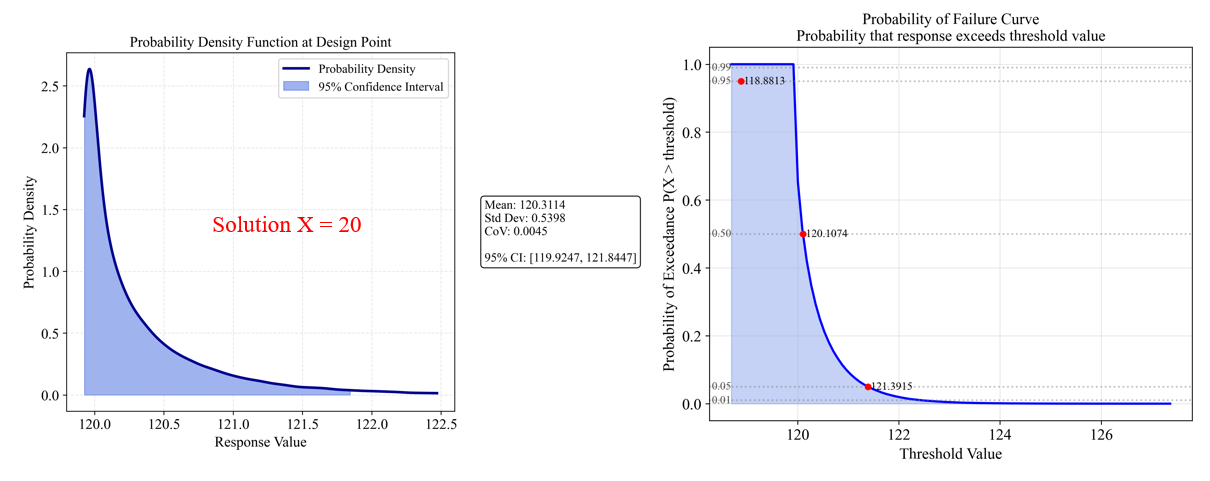 Probability Density Function at Design Point
Probability Density
95% Confidence Interval
Solution X = 20
Probability Density
2.5
2.0
1.5
1.0
0.5
0.0
120.0 120.5 121.0 121.5 122.0 122.5
Response Value
Mean: 120.3114
Std Dev: 0.5398
CoV: 0.0045
95% CI: [119.9247, 121.8447]
Probability of Failure Curve
Probability that response exceeds threshold value
Probability of Exceedance P(X > threshold)
1.0
0.8
0.6
0.4
0.2
0.0
0.99
0.95
118.8813
0.50
120.1074
0.05
121.3915
0.01
120 122 124 126
Threshold Value